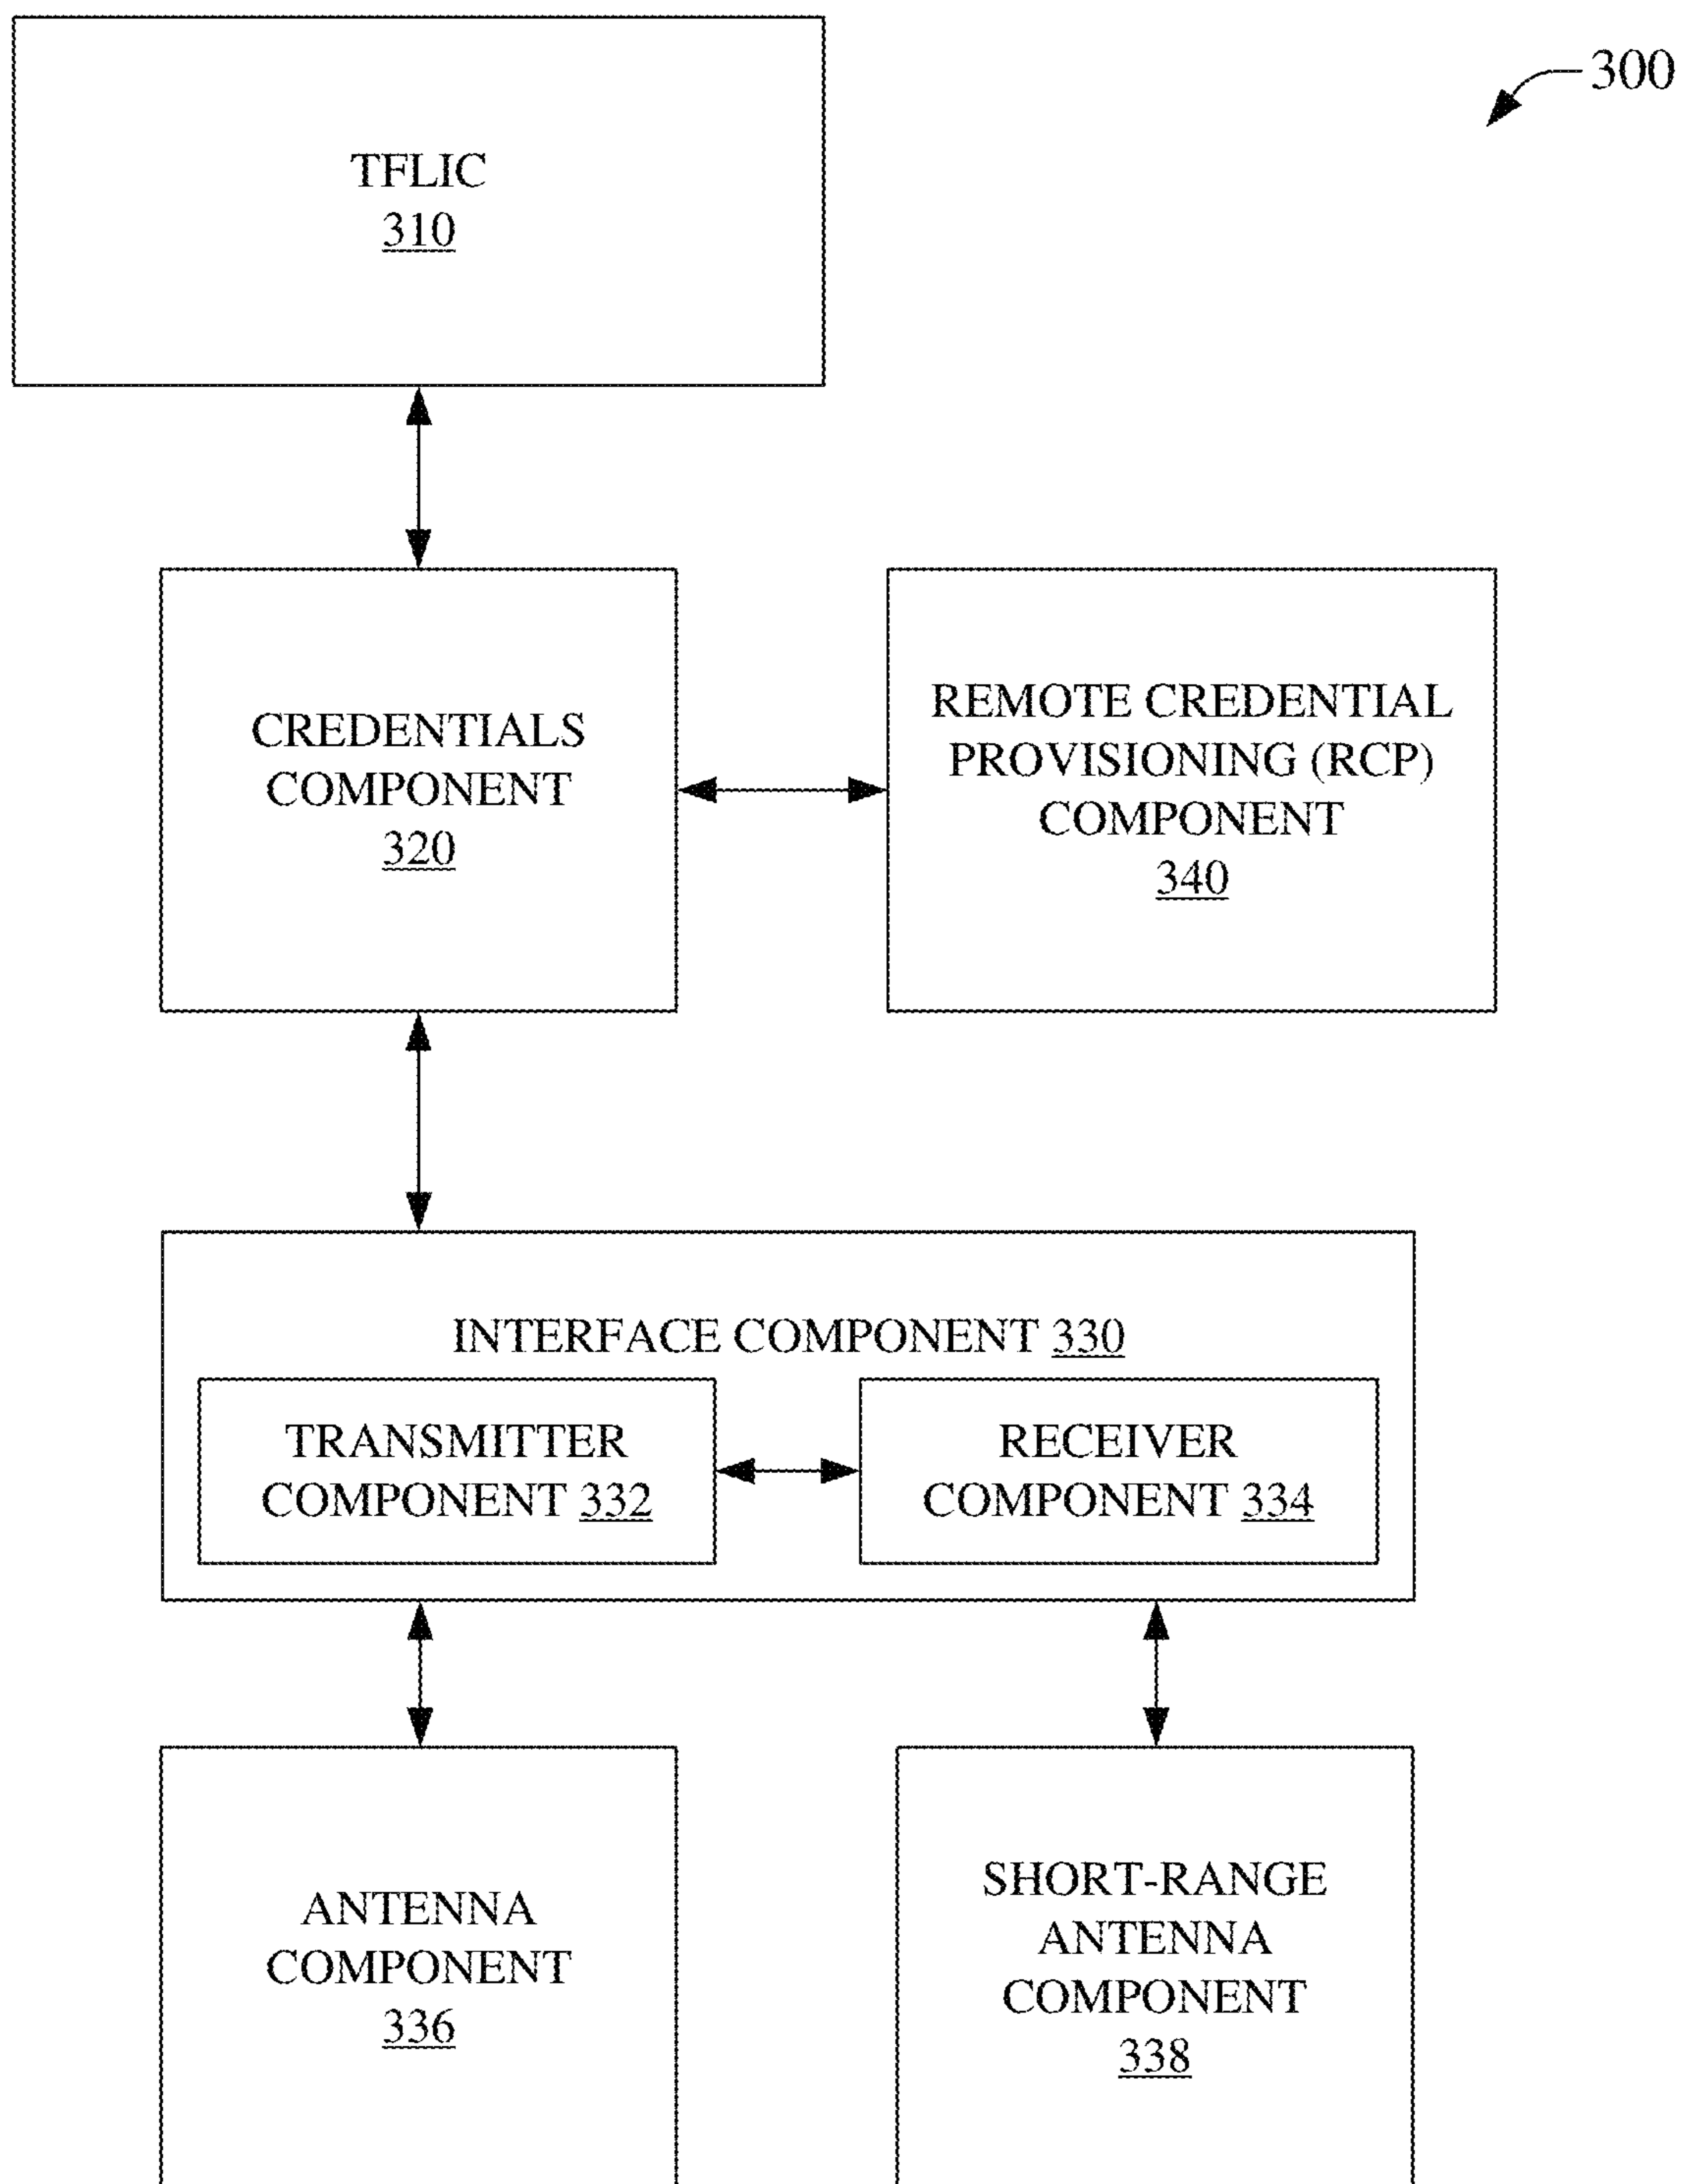 300
TFLIC
310
CREDENTIALS
COMPONENT
320
REMOTE CREDENTIAL
PROVISIONING (RCP)
COMPONENT
340
INTERFACE COMPONENT 330
TRANSMITTER
COMPONENT 332
RECEIVER
COMPONENT 334
ANTENNA
COMPONENT
336
SHORT-RANGE
ANTENNA
COMPONENT
338